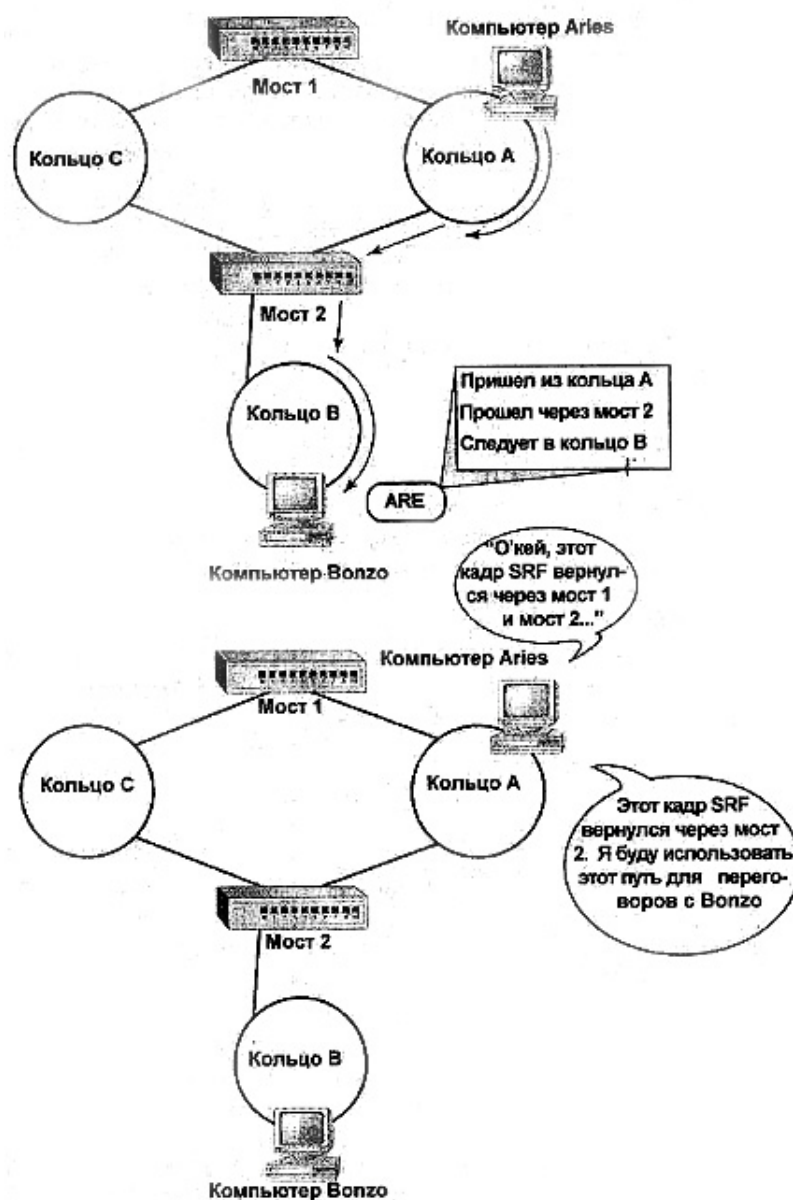 Компьютер Aries
Мост 1
Кольцо C
Кольцо A
Мост 2
Кольцо B
Пришел из кольца A
Прошел через мост 2
Следует в кольцо B
ARE
Компьютер Bonzo
"О'кей, этот
кадр SRF вернул-
ся через мост 1
и мост 2..."
Компьютер Aries
Мост 1
Кольцо C
Кольцо A
Этот кадр SRF
вернулся через мост
2. Я буду использовать
этот путь для перего-
воров с Bonzo
Мост 2
Кольцо B
Компьютер Bonzo